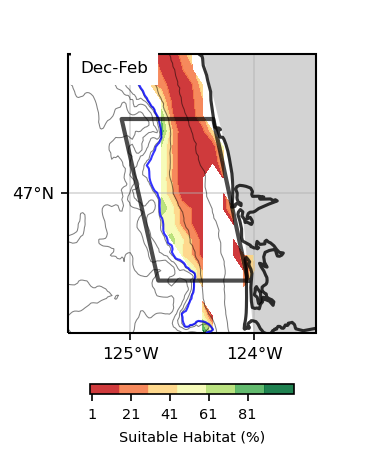 Dec-Feb
47°N
125°W 124°W
1 21 41 61 81
Suitable Habitat (%)